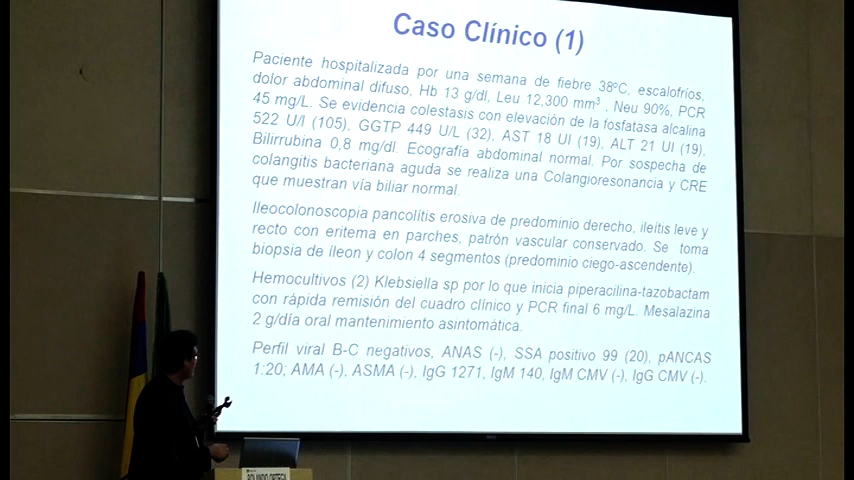 Caso Clínico (1)
Paciente hospitalizada por una semana de fiebre 38ºC, escalofríos,
dolor abdominal difuso, Hb 13 g/dl, Leu 12,300 mm³ , Neu 90%, PCR
45 mg/L. Se evidencia colestasis con elevación de la fosfatasa alcalina
522 U/l (105), GGTP 449 U/L (32), AST 18 UI (19), ALT 21 UI (19),
Bilirrubina 0,8 mg/dl. Ecografía abdominal normal. Por sospecha de
colangitis bacteriana aguda se realiza una Colangioresonancia y CRE
que muestran vía biliar normal.
Ileocolonoscopia pancolítis erosiva de predominio derecho, ileítis leve y
recto con eritema en parches, patrón vascular conservado. Se toma
biopsia de íleon y colon 4 segmentos (predominio ciego-ascendente).
Hemocultivos (2) Klebsiella sp por lo que inicia piperacilina-tazobactam
con rápida remisión del cuadro clínico y PCR final 6 mg/L. Mesalazina
2 g/día oral mantenimiento asintomática.
Perfil viral B-C negativos, ANAS (-), SSA positivo 99 (20), pANCAS
1:20; AMA (-), ASMA (-), IgG 1271, IgM 140, IgM CMV (-), IgG CMV (-).
ROLANDO ORTEGA